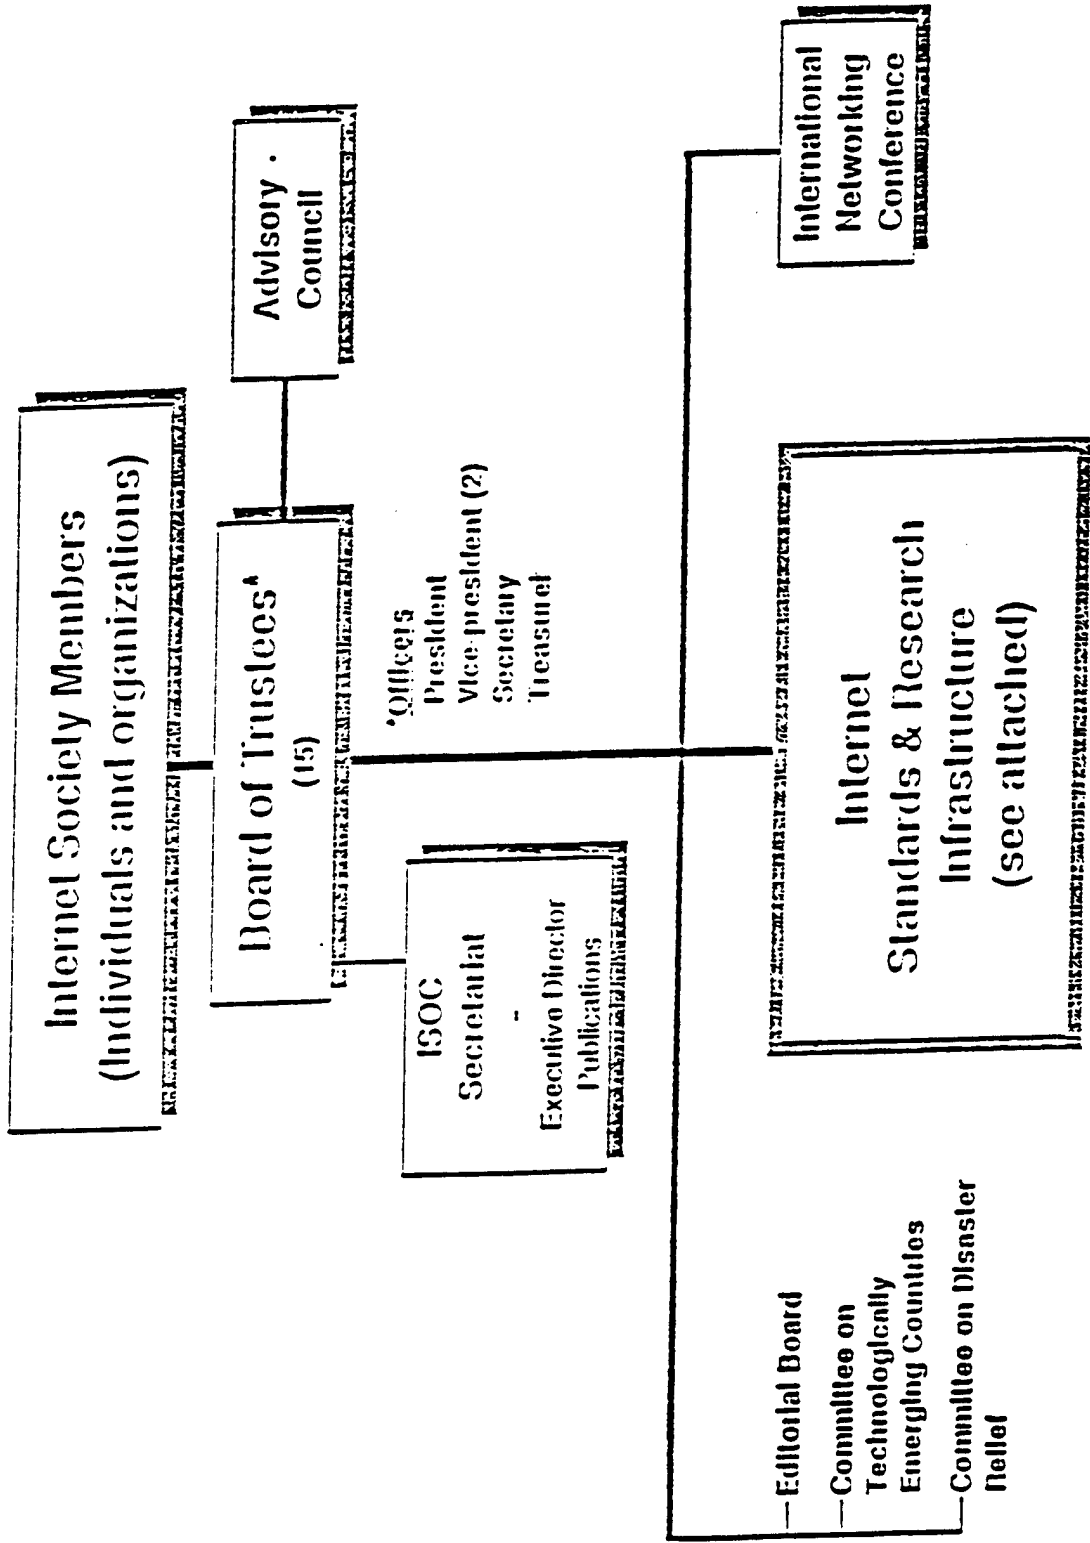 Internet Society Members
(Individuals and organizations)
Board of Trustees*
(15)
Advisory
Council
*Officers
President
Vice-president (2)
Secretary
Treasurer
ISOC
Secretariat
-
Executive Director
Publications
Editorial Board
Committee on
Technologically
Emerging Countries
Committee on Disaster
Relief
Internet
Standards & Research
Infrastructure
(see attached)
International
Networking
Conference